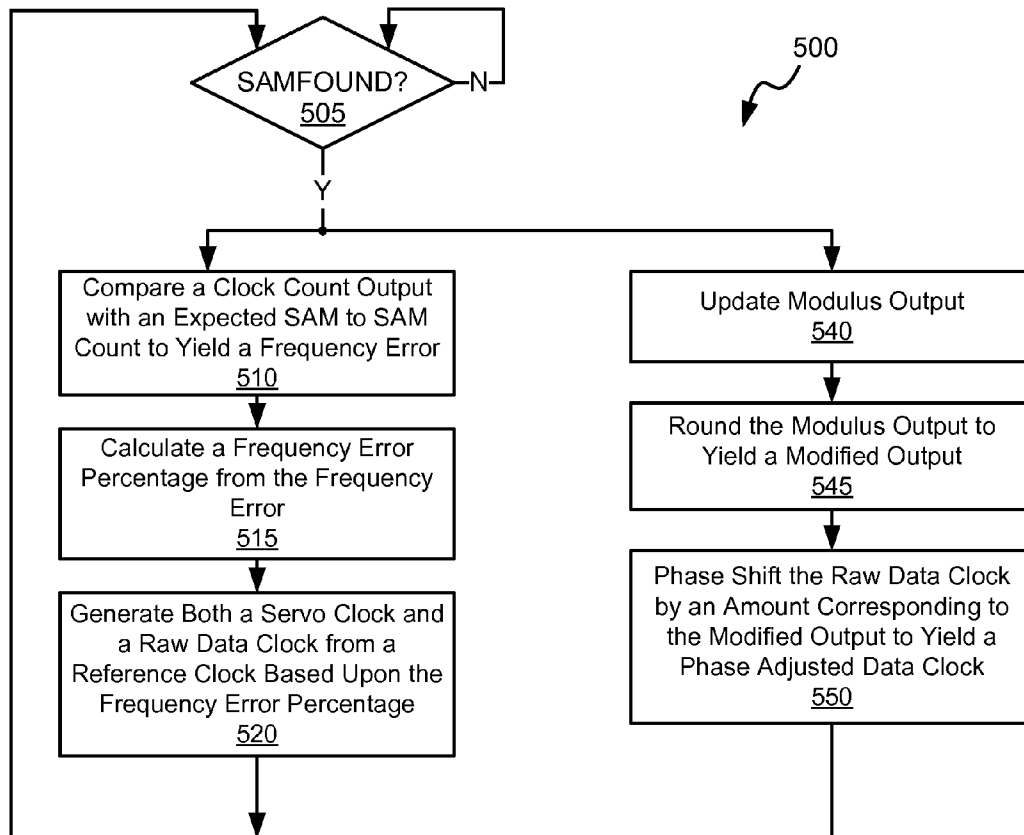 500
SAMFOUND?
505
N
Y
Compare a Clock Count Output
with an Expected SAM to SAM
Count to Yield a Frequency Error
510
Calculate a Frequency Error
Percentage from the Frequency
Error
515
Generate Both a Servo Clock and
a Raw Data Clock from a
Reference Clock Based Upon the
Frequency Error Percentage
520
Update Modulus Output
540
Round the Modulus Output to
Yield a Modified Output
545
Phase Shift the Raw Data Clock
by an Amount Corresponding to
the Modified Output to Yield a
Phase Adjusted Data Clock
550